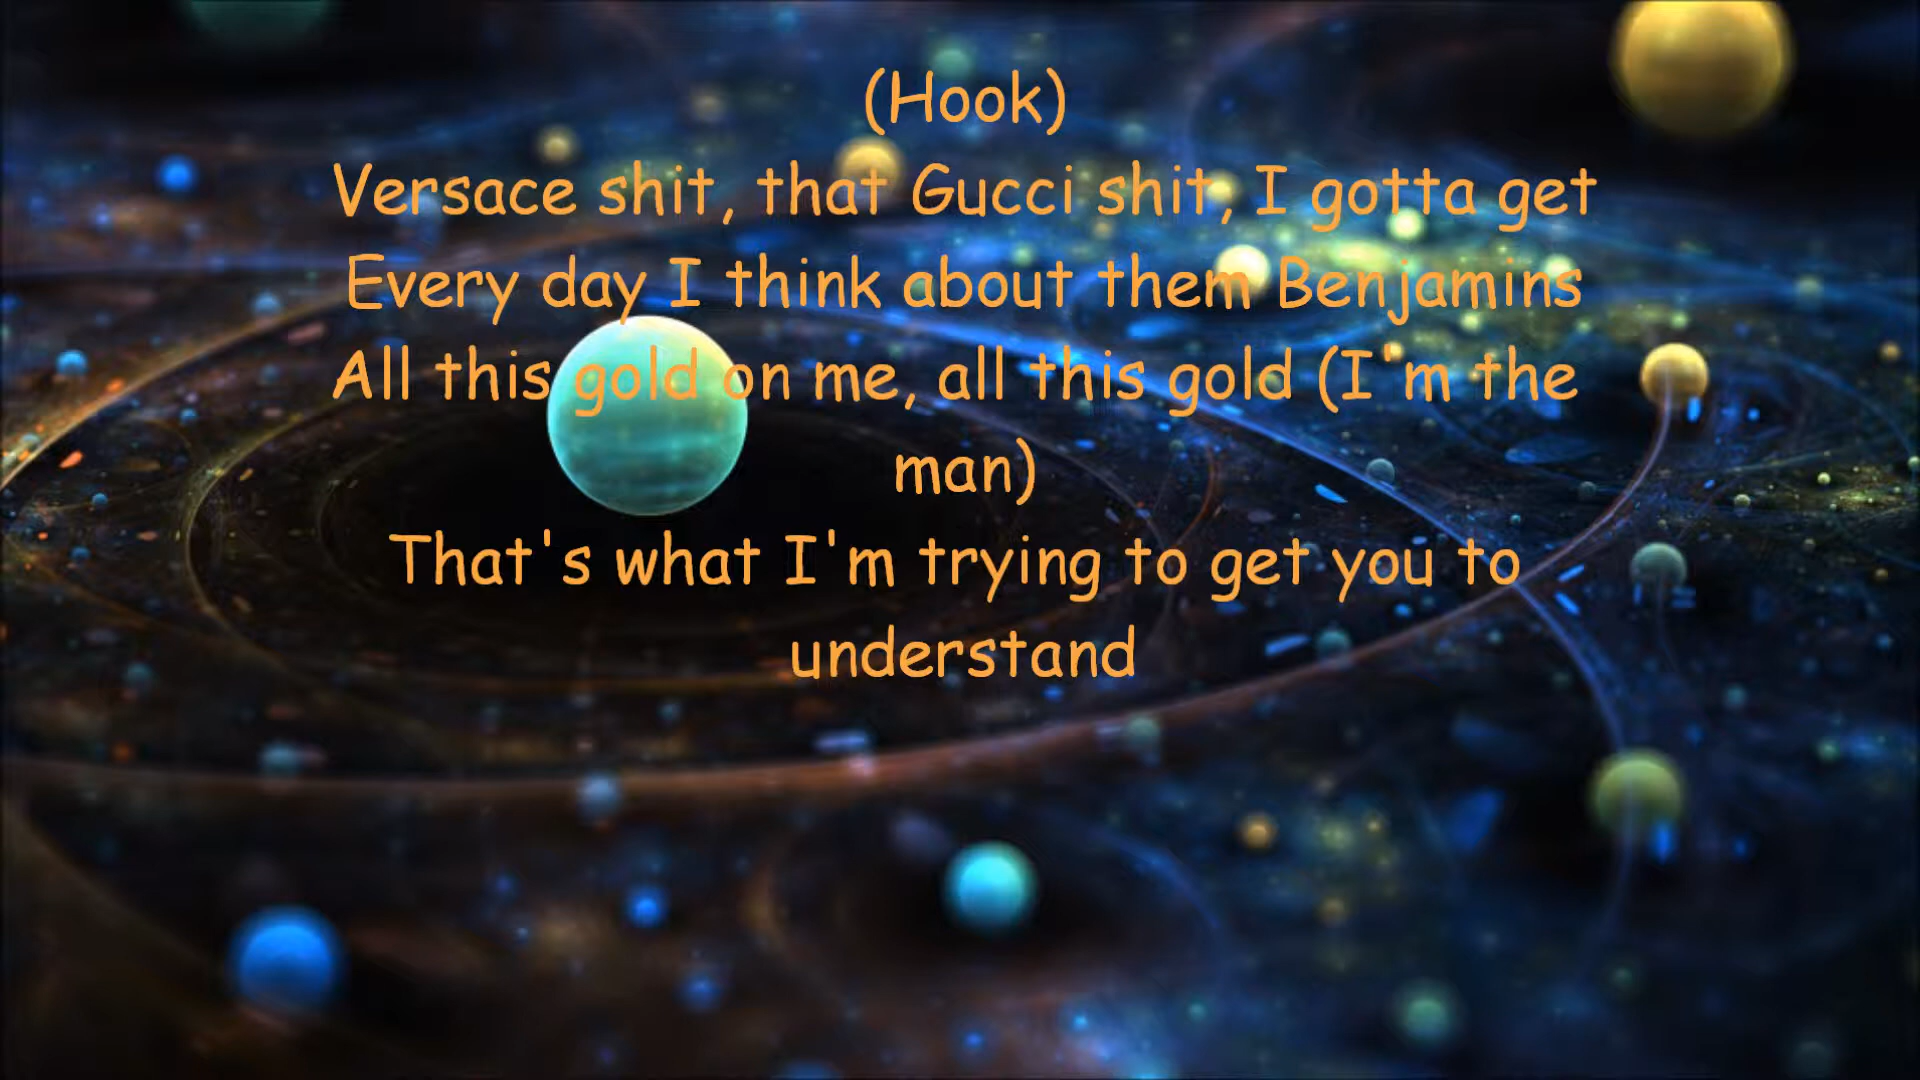 (Hook)
Versace shit, that Gucci shit, I gotta get
Every day I think about them Benjamins
All this gold on me, all this gold (I'm the
man)
That's what I'm trying to get you to
understand